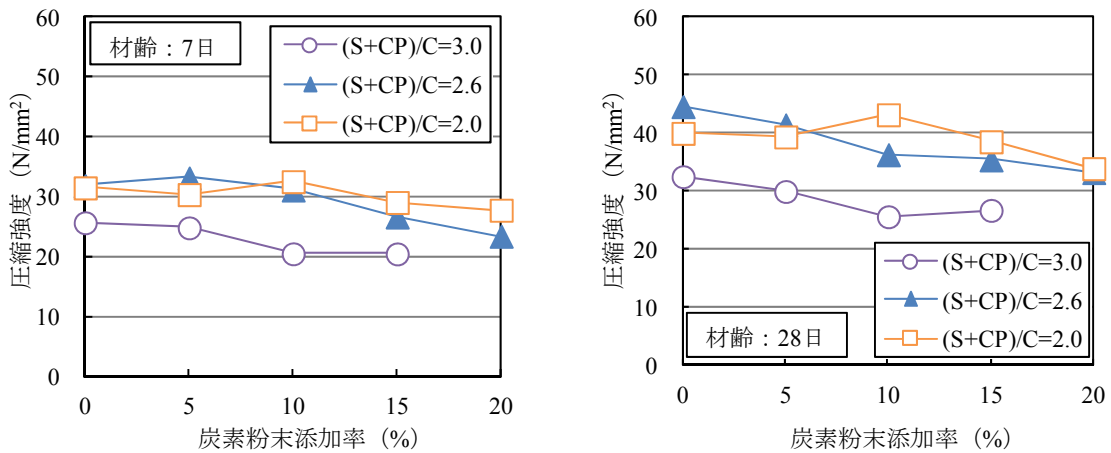 60
50
40
30
20
10
0
圧縮強度 (N/mm²)
材齢:7日
(S+CP)/C=3.0
(S+CP)/C=2.6
(S+CP)/C=2.0
0 5 10 15 20
炭素粉末添加率 (%)
60
50
40
30
20
10
0
圧縮強度 (N/mm²)
(S+CP)/C=3.0
(S+CP)/C=2.6
(S+CP)/C=2.0
材齢:28日
0 5 10 15 20
炭素粉末添加率 (%)